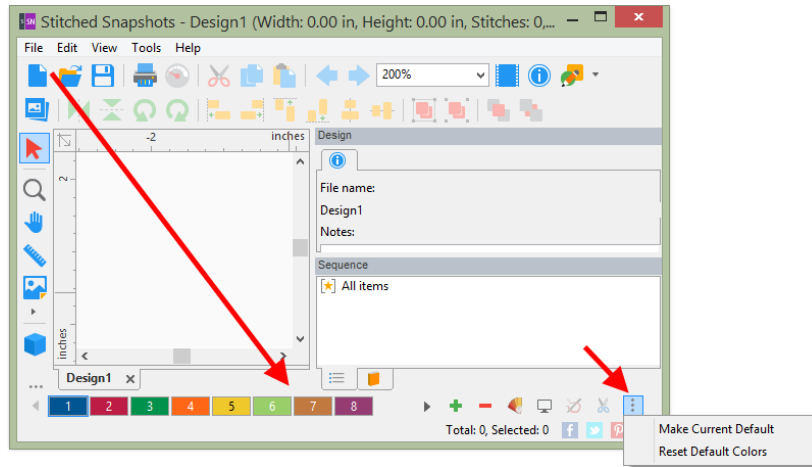 SN Stitched Snapshots - Design1 (Width: 0.00 in, Height: 0.00 in, Stitches: 0,...
File Edit View Tools Help
200%
-2 inches
Design
File name:
Design1
Notes:
2
Sequence
All items
inches
Design1 x
1 2 3 4 5 6 7 8
Total: 0, Selected: 0
Make Current Default
Reset Default Colors